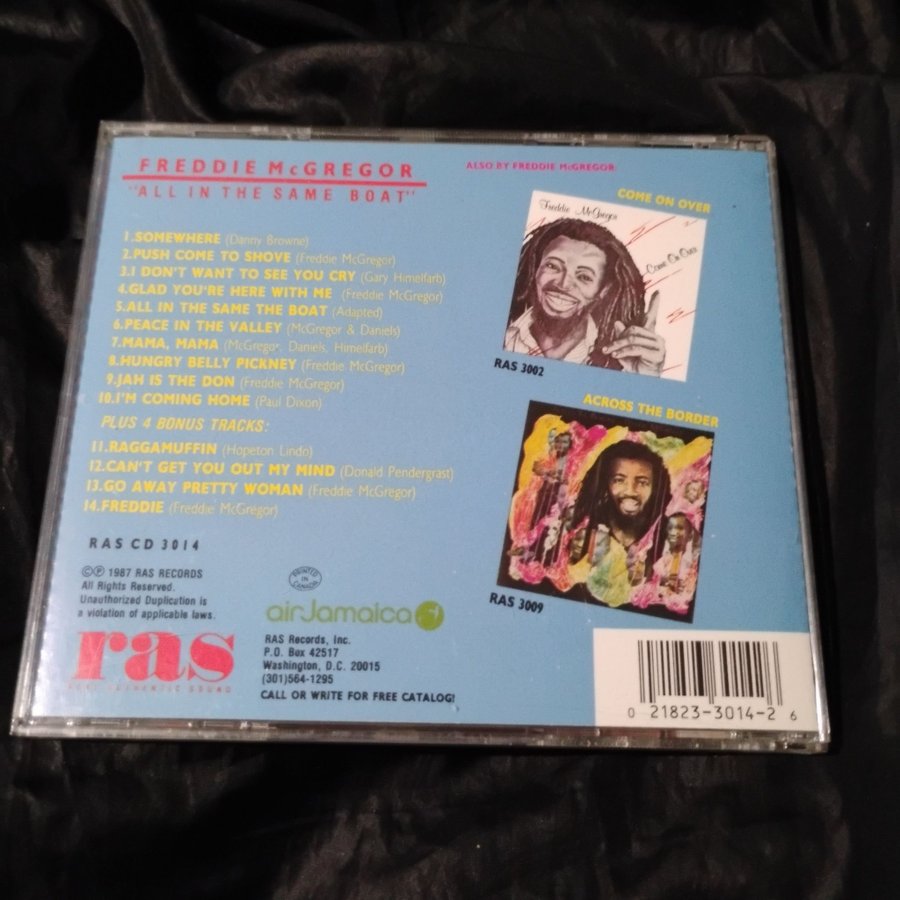 FREDDIE McGREGOR
"ALL IN THE SAME BOAT"
1.SOMEWHERE (Danny Browne)
2.PUSH COME TO SHOVE (Freddie McGregor)
3.I DON'T WANT TO SEE YOU CRY (Gary Himelfarb)
4.GLAD YOU'RE HERE WITH ME (Freddie McGregor)
5.ALL IN THE SAME THE BOAT (Adapted)
6.PEACE IN THE VALLEY (McGregor & Daniels)
7.MAMA, MAMA (McGregor, Daniels, Himelfarb)
8.HUNGRY BELLY PICKNEY (Freddie McGregor)
9.JAH IS THE DON (Freddie McGregor)
10.I'M COMING HOME (Paul Dixon)
PLUS 4 BONUS TRACKS:
11.RAGGAMUFFIN (Hopeton Lindo)
12.CAN'T GET YOU OUT MY MIND (Donald Pendergrast)
13.GO AWAY PRETTY WOMAN (Freddie McGregor)
14.FREDDIE (Freddie McGregor)
RAS CD 3014
©℗ 1987 RAS RECORDS
All Rights Reserved.
Unauthorized Duplication is
a violation of applicable laws.
ras
REAL AUTHENTIC SOUND
PRINTED
IN
CANADA
airJamaica
RAS Records, Inc.
P.O. Box 42517
Washington, D.C. 20015
(301)564-1295
CALL OR WRITE FOR FREE CATALOG!
ALSO BY FREDDIE McGREGOR:
COME ON OVER
Freddie McGregor
Come On Over
RAS 3002
ACROSS THE BORDER
RAS 3009
0 21823-3014-2 6